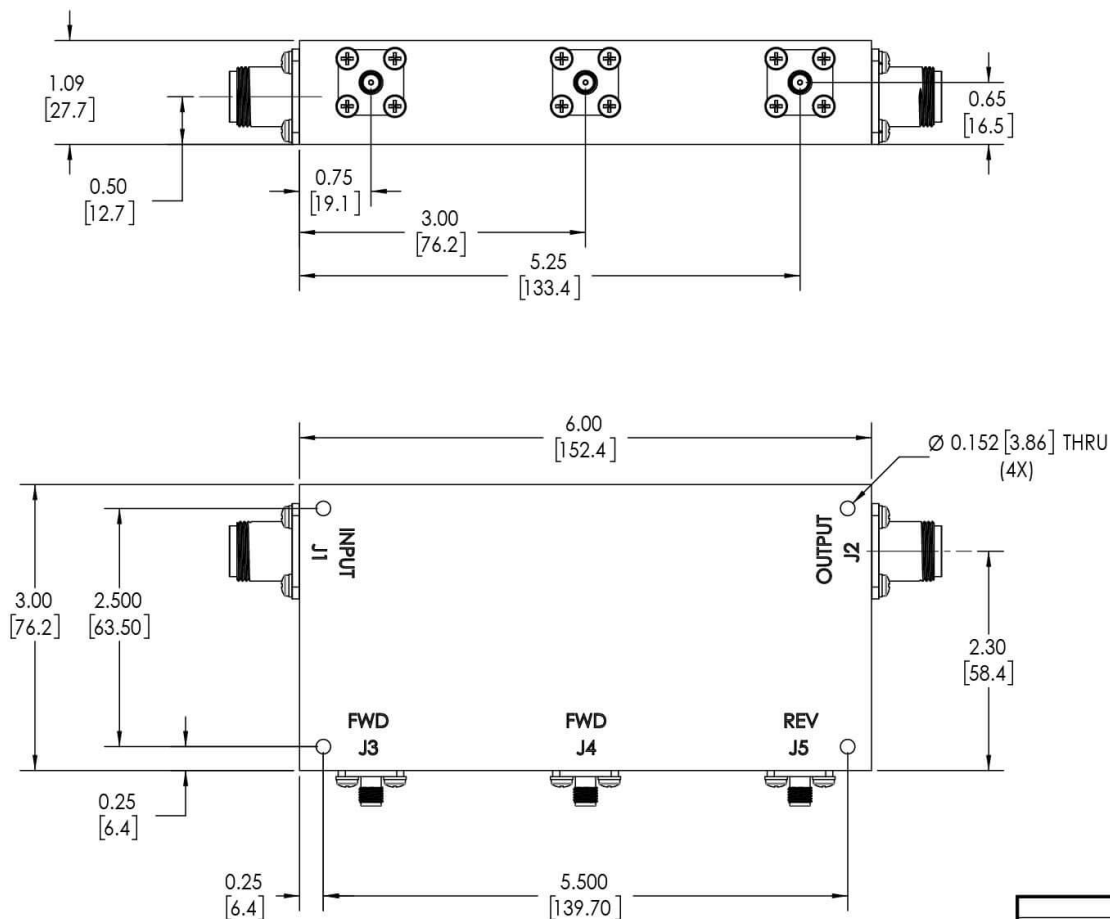 1.09
[27.7]
0.50
[12.7]
0.75
[19.1]
3.00
[76.2]
5.25
[133.4]
0.65
[16.5]
6.00
[152.4]
Ø 0.152 [3.86] THRU
(4X)
INPUT
J1
OUTPUT
J2
3.00
[76.2]
2.500
[63.50]
2.30
[58.4]
FWD
J3
FWD
J4
REV
J5
0.25
[6.4]
0.25
[6.4]
5.500
[139.70]